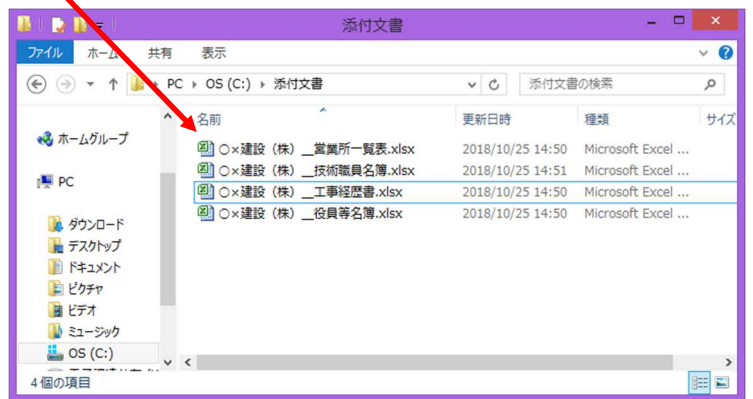 添付文書
ファイル ホーム 共有 表示
PC OS (C:) 添付文書 添付文書の検索
名前 更新日時 種類 サイズ
ホームグループ
PC
ダウンロード
デスクトップ
ドキュメント
ピクチャ
ビデオ
ミュージック
OS (C:)
○×建設（株）__営業所一覧表.xlsx 2018/10/25 14:50 Microsoft Excel ...
○×建設（株）__技術職員名簿.xlsx 2018/10/25 14:51 Microsoft Excel ...
○×建設（株）__工事経歴書.xlsx 2018/10/25 14:50 Microsoft Excel ...
○×建設（株）__役員等名簿.xlsx 2018/10/25 14:50 Microsoft Excel ...
4 個の項目